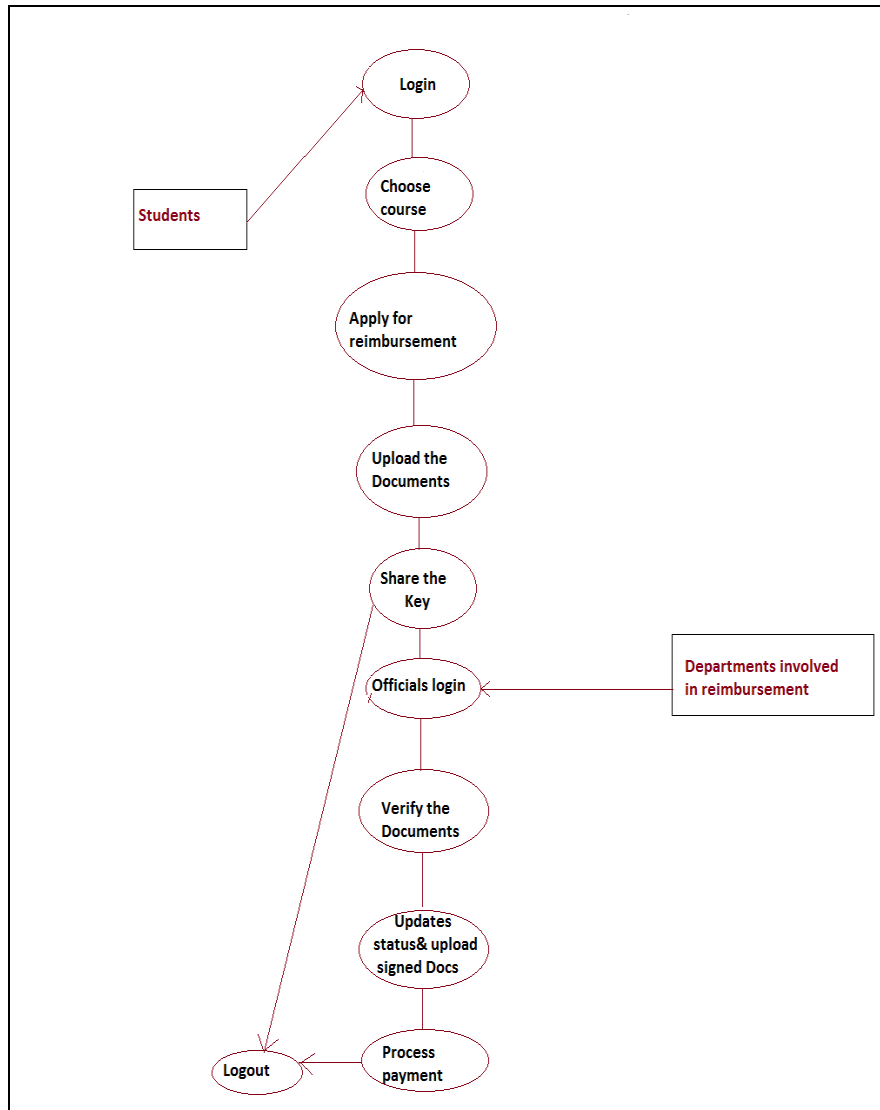 Login
Choose
course
Students
Apply for
reimbursement
Upload the
Documents
Share the
Key
Officials login
Departments involved
in reimbursement
Verify the
Documents
Updates
status& upload
signed Docs
Process
payment
Logout